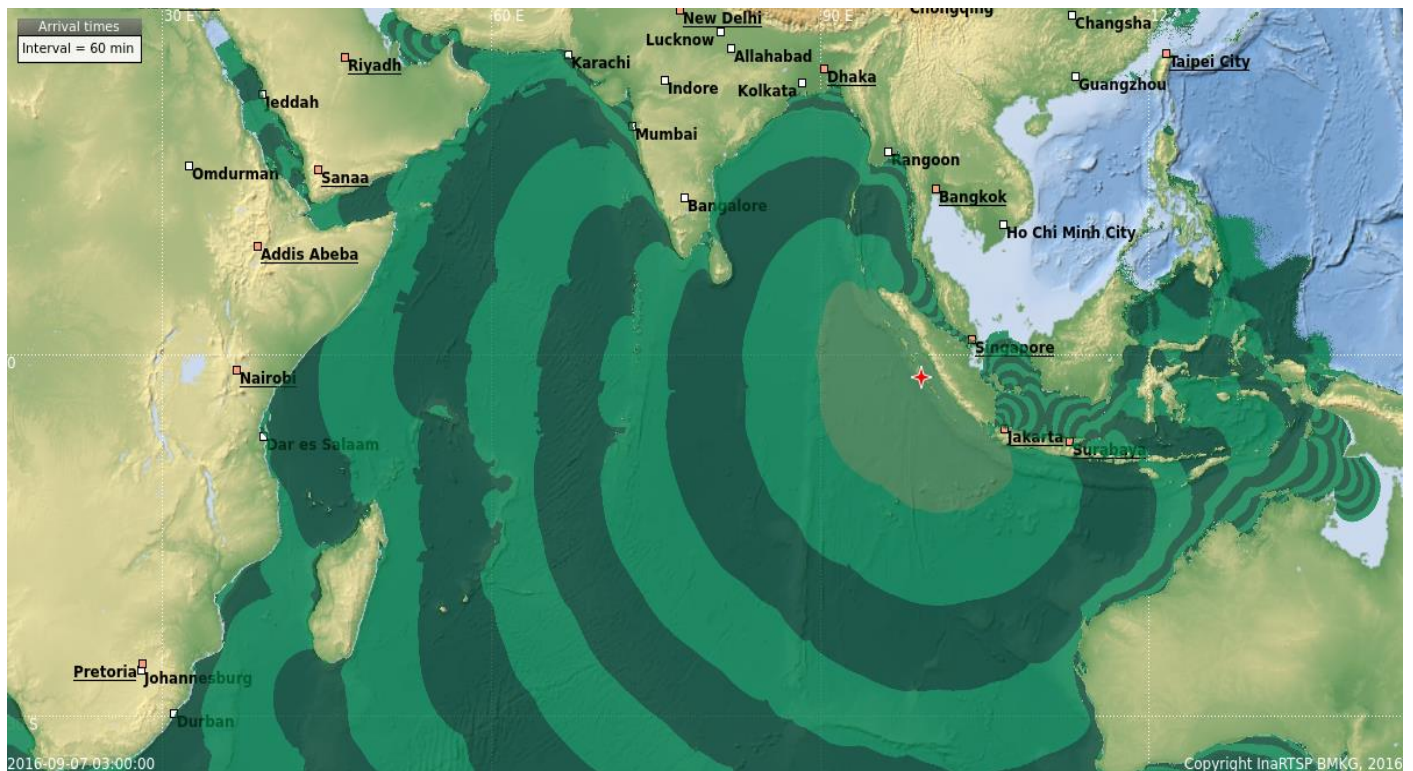 Arrival times
Interval = 60 min
30 E
60 E
90 E
New Delhi
Chongqing
Changsha
Lucknow
Allahabad
Taipei City
Riyadh
Karachi
Indore
Kolkata
Dhaka
Guangzhou
Jeddah
Mumbai
Rangoon
Omdurman
Sanaa
Bangalore
Bangkok
Ho Chi Minh City
Addis Abeba
Singapore
0
Nairobi
Dar es Salaam
Jakarta
Surabaya
Pretoria
Johannesburg
Durban
S
2016-09-07 03:00:00
Copyright InaRTSP BMKG, 2016